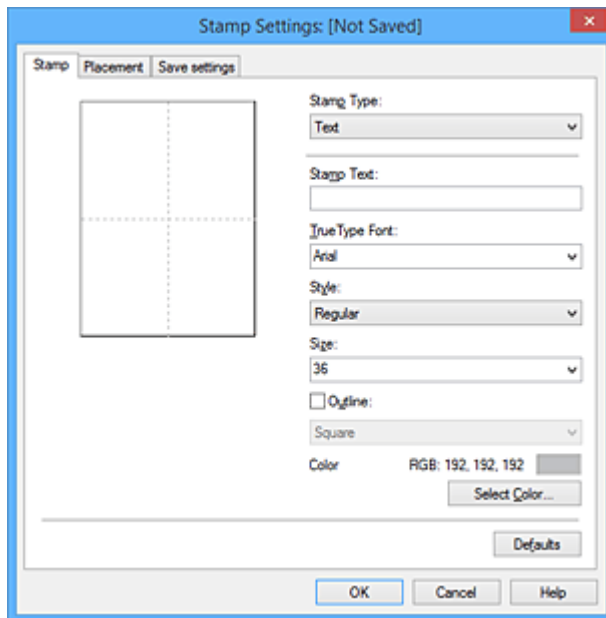 Stamp Settings: [Not Saved]
Stamp Placement Save settings
Stamp Type:
Text
Stamp Text:
TrueType Font:
Arial
Style:
Regular
Size:
36
Outline:
Square
Color RGB: 192, 192, 192
Select Color...
Defaults
OK Cancel Help